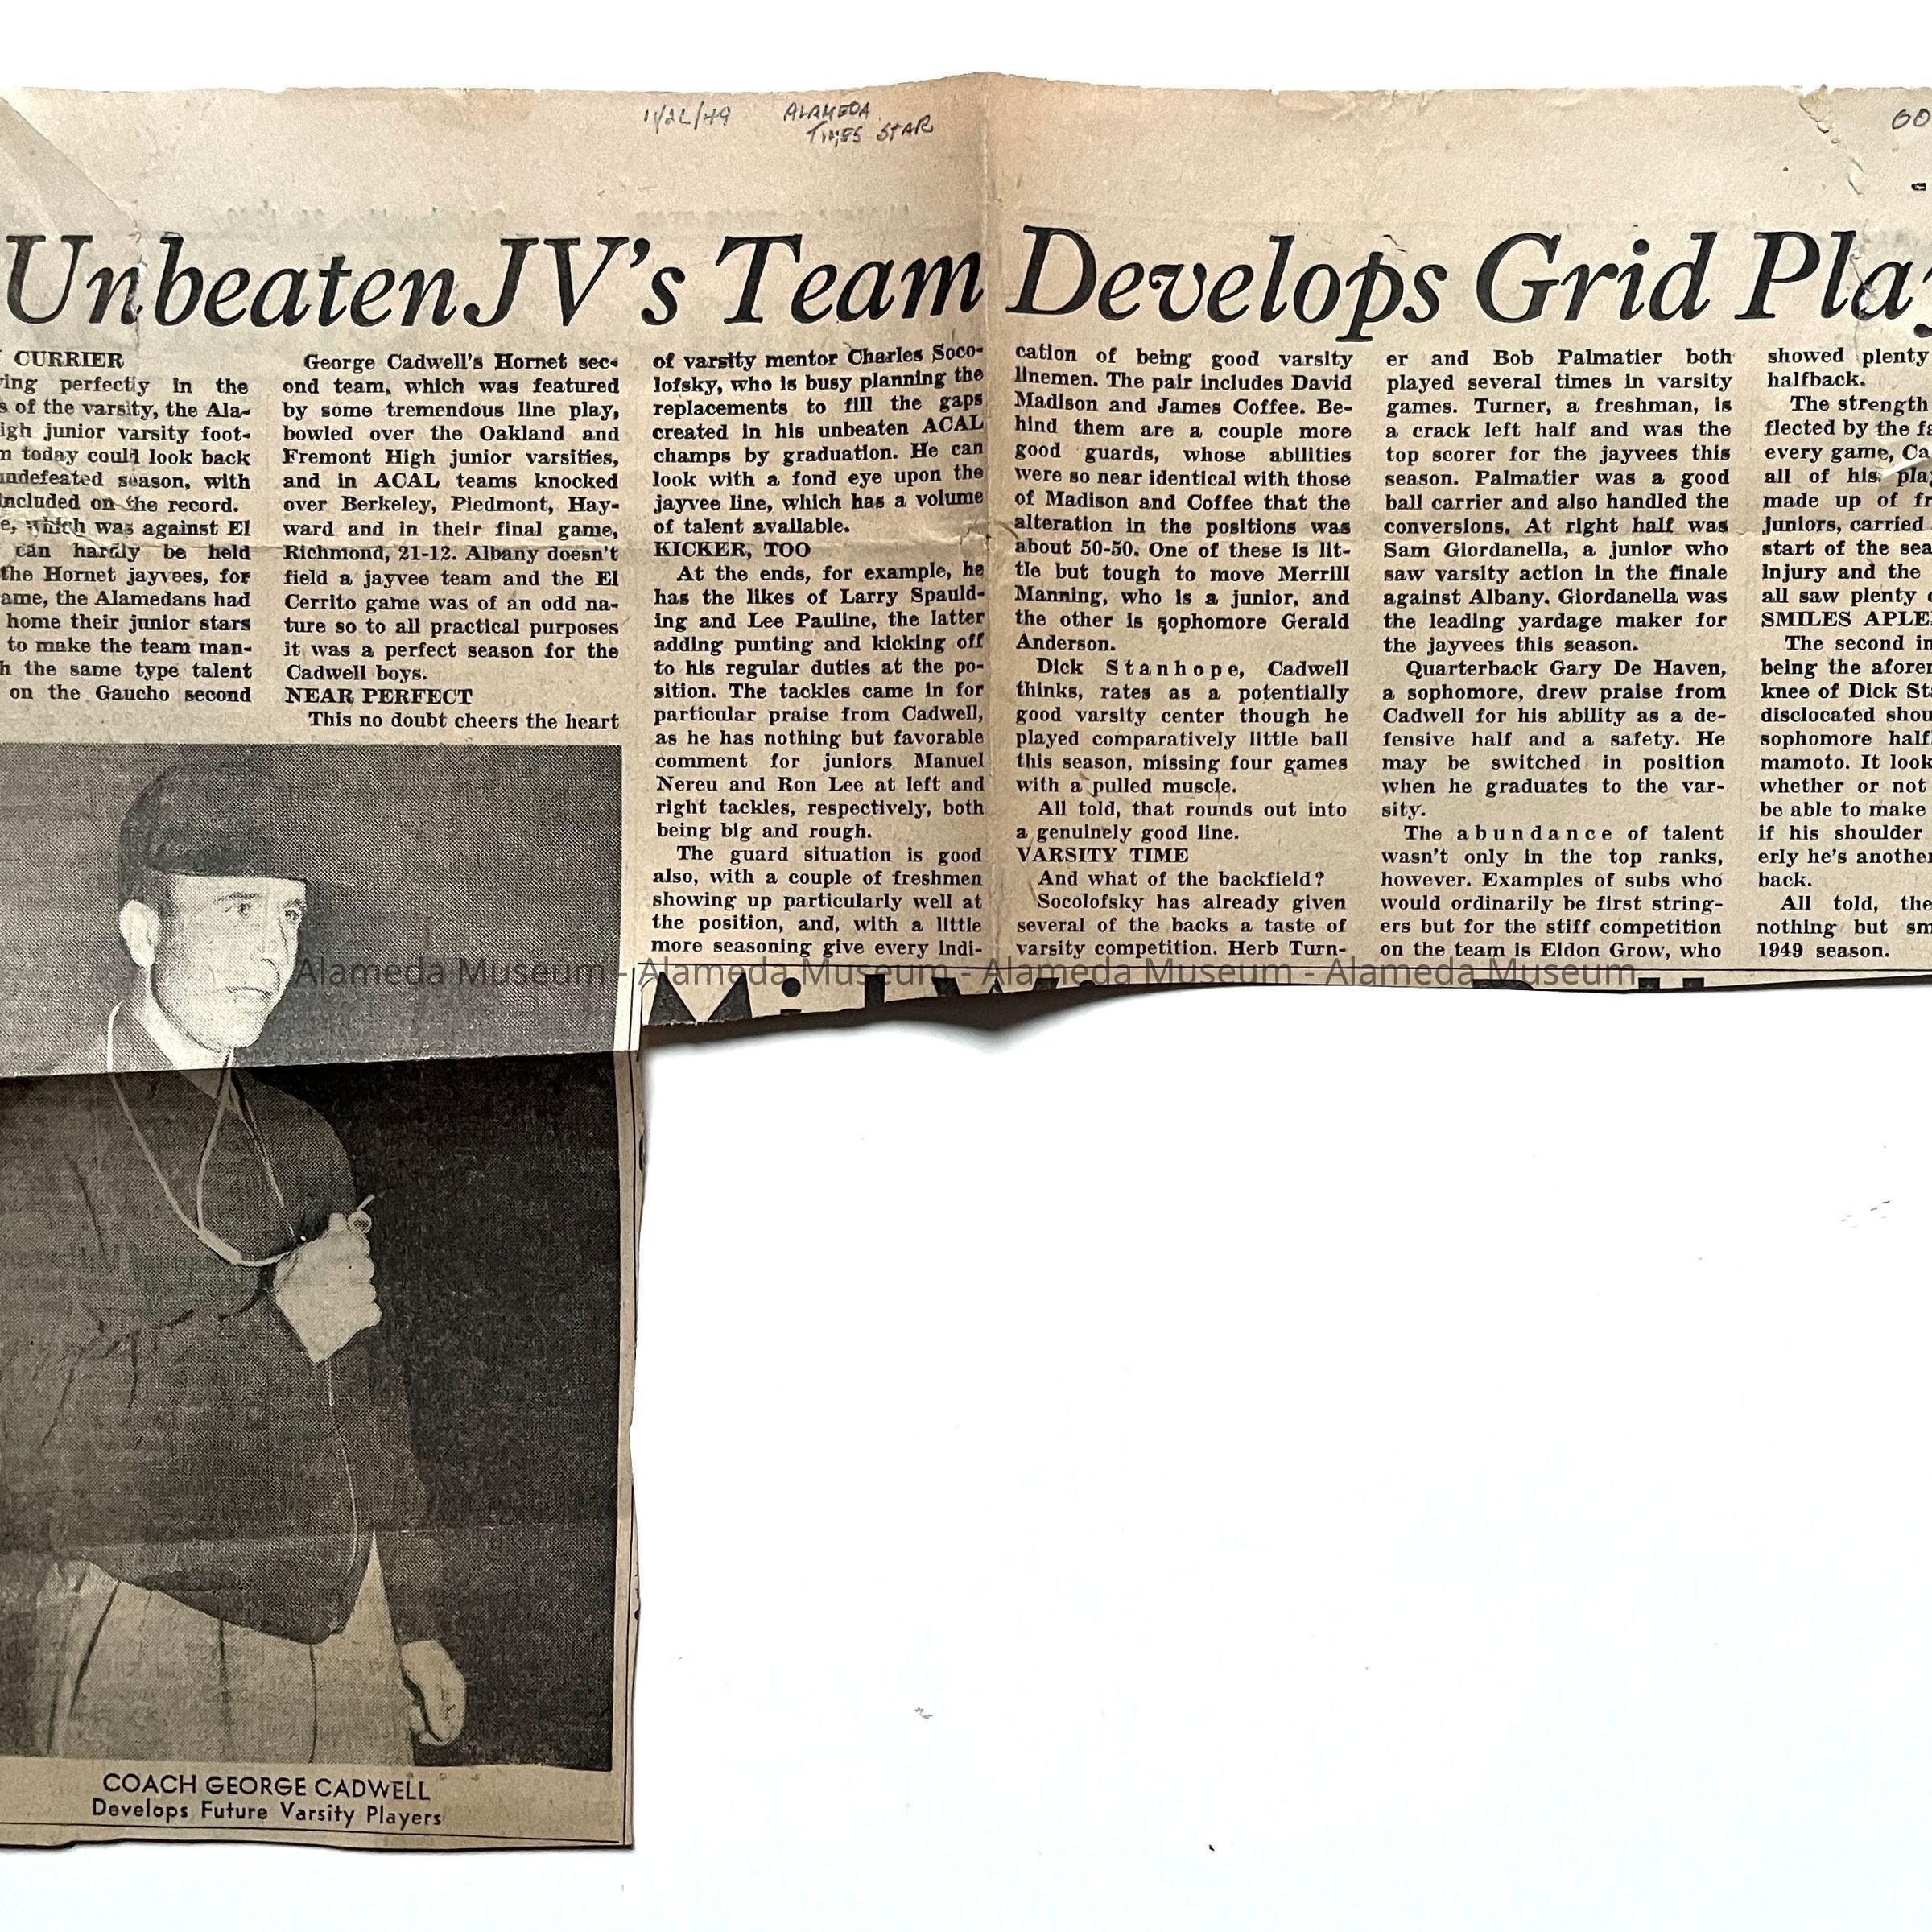 ALAMEDA
TIMES STAR
Unbeaten JV's Team Develops Grid
CURRIER
perfectly in the
of the varsity, the Ala-
junior varsity foot-
today could look back
undefeated season, with
included on the record.
which was against El
can hardly be held
the Hornet jayvees, for
the Alamedans had
home their junior stars
to make the team man-
the same type talent
on the Gaucho second
George Cadwell's Hornet sec-
ond team, which was featured
by some tremendous line play,
bowled over the Oakland and
Fremont High junior varsities,
and in ACAL teams knocked
over Berkeley, Piedmont, Hay-
ward and in their final game,
Richmond, 21-12. Albany doesn't
field a jayvee team and the El
Cerrito game was of an odd na-
ture so to all practical purposes
it was a perfect season for the
Cadwell boys.
NEAR PERFECT
This no doubt cheers the heart
of varsity mentor Charles Soco-
lofsky, who is busy planning the
replacements to fill the gaps
created in his unbeaten ACAL
champs by graduation. He can
look with a fond eye upon the
jayvee line, which has a volume
of talent available.
KICKER, TOO
At the ends, for example, he
has the likes of Larry Spauld-
ing and Lee Pauline, the latter
adding punting and kicking off
to his regular duties at the po-
sition. The tackles came in for
particular praise from Cadwell,
as he has nothing but favorable
comment for juniors Manuel
Nereu and Ron Lee at left and
right tackles, respectively, both
being big and rough.
The guard situation is good
also, with a couple of freshmen
showing up particularly well at
the position, and, with a little
more seasoning give every indi-
cation of being good varsity
linemen. The pair includes David
Madison and James Coffee. Be-
hind them are a couple more
good guards, whose abilities
were so near identical with those
of Madison and Coffee that the
alteration in the positions was
about 50-50. One of these is lit-
tle but tough to move Merrill
Manning, who is a junior, and
the other is sophomore Gerald
Anderson.
Dick Stanhope, Cadwell
thinks, rates as a potentially
good varsity center though he
played comparatively little ball
this season, missing four games
with a pulled muscle.
All told, that rounds out into
a genuinely good line.
VARSITY TIME
And what of the backfield?
Socolofsky has already given
several of the backs a taste of
varsity competition. Herb Turn-
er and Bob Palmatier both
played several times in varsity
games. Turner, a freshman, is
a crack left half and was the
top scorer for the jayvees this
season. Palmatier was a good
ball carrier and also handled the
conversions. At right half was
Sam Giordanella, a junior who
saw varsity action in the finale
against Albany. Giordanella was
the leading yardage maker for
the jayvees this season.
Quarterback Gary De Haven,
a sophomore, drew praise from
Cadwell for his ability as a de-
fensive half and a safety. He
may be switched in position
when he graduates to the var-
sity.
The abundance of talent
wasn't only in the top ranks,
however. Examples of subs who
would ordinarily be first string-
ers but for the stiff competition
on the team is Eldon Grow, who
showed plenty
halfback.
The strength
flected by the
every game,
all of his
made up of
juniors, carried
start of the
injury and the
all saw plenty
SMILES
The second
being the
knee of Dick
disclocated
sophomore half
mamoto. It
whether or not
be able to make
if his shoulder
erly he's another
back.
All told, the
nothing but
1949 season.
COACH GEORGE CADWELL
Develops Future Varsity Players
Alameda Museum - Alameda Museum - Alameda Museum - Alameda Museum